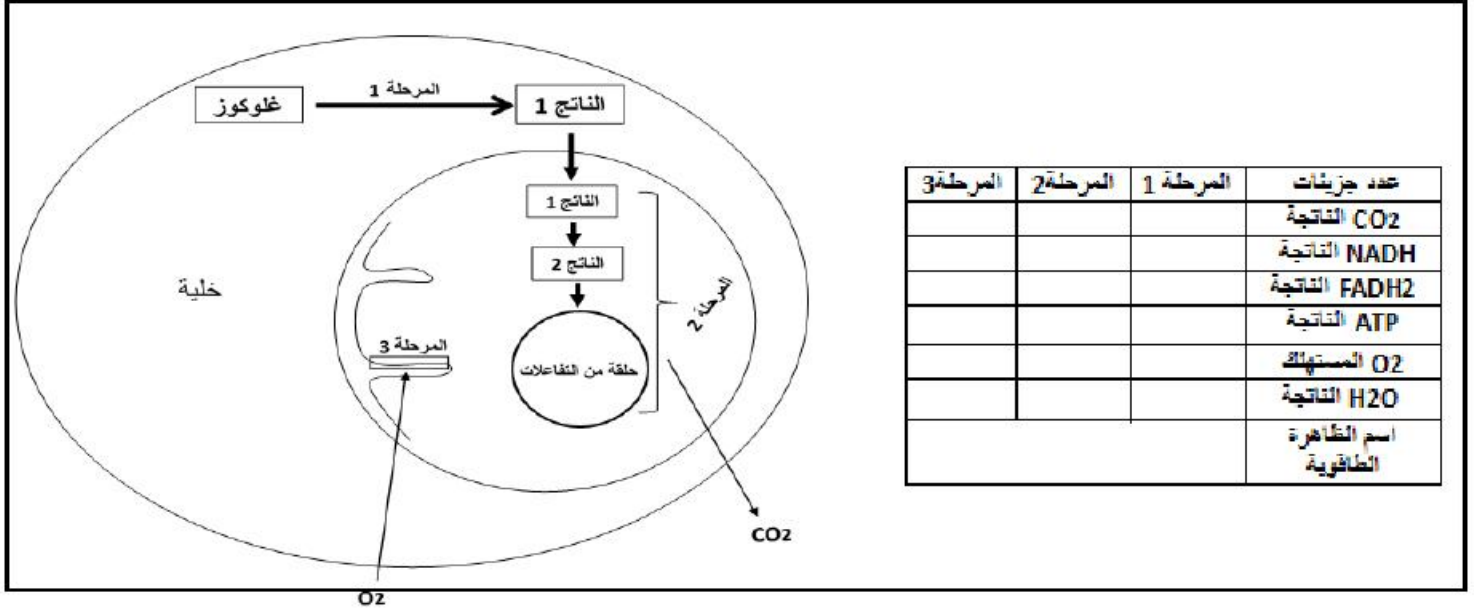 غلوكوز
المرحلة 1
الناتج 1
الناتج 1
الناتج 2
حلقة من التفاعلات
المرحلة 2
المرحلة 3
خلية
CO2
O2
عدد جزيئات المرحلة 1 المرحلة2 المرحلة3
CO2 الناتجة
NADH الناتجة
FADH2 الناتجة
ATP الناتجة
O2 المستهلك
H2O الناتجة
اسم الظاهرة
الطاقوية